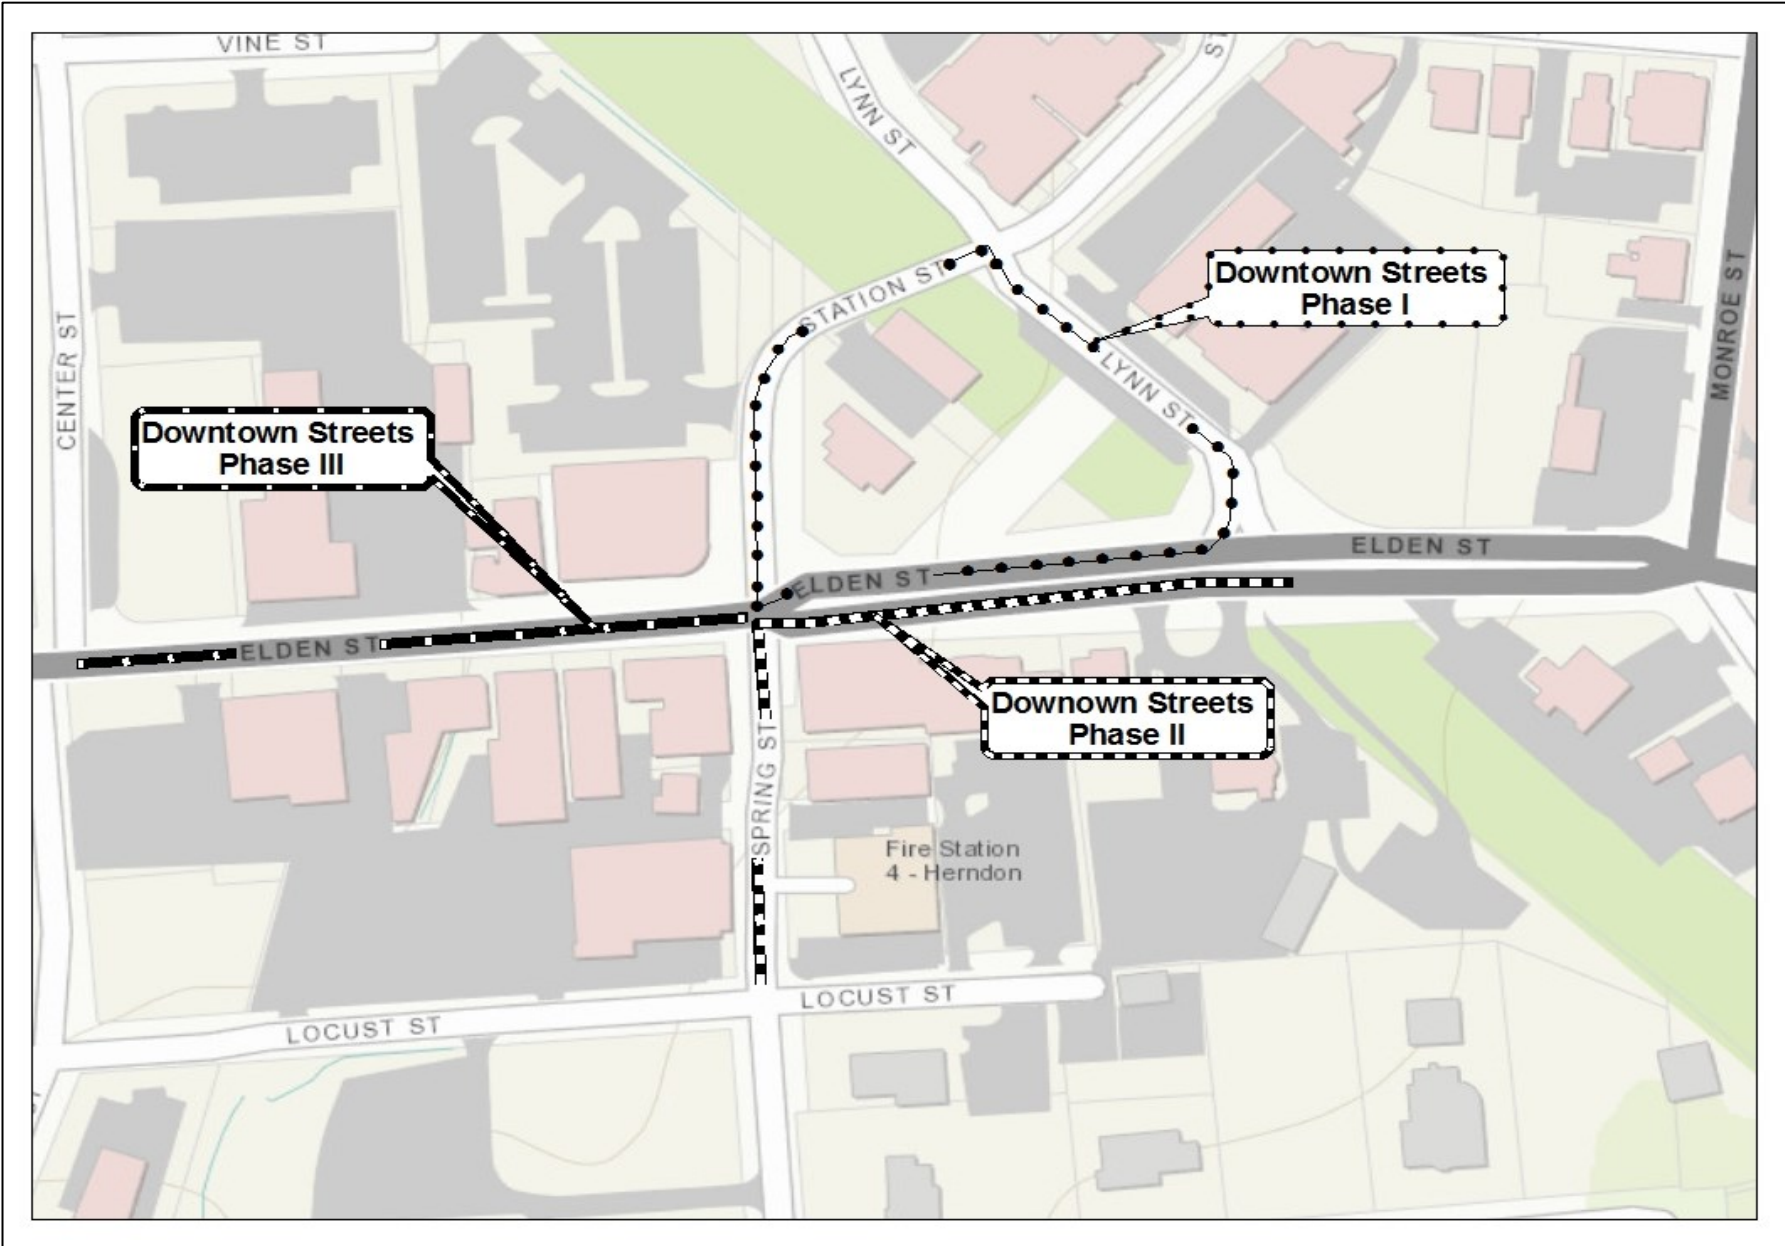 VINE ST
LYNN ST
ST
Downtown Streets
Phase I
STATION ST
MONROE ST
CENTER ST
LYNN ST
Downtown Streets
Phase III
ELDEN ST
ELDEN ST
ELDEN ST
Downown Streets
Phase II
SPRING ST
Fire Station
4 - Herndon
LOCUST ST
LOCUST ST